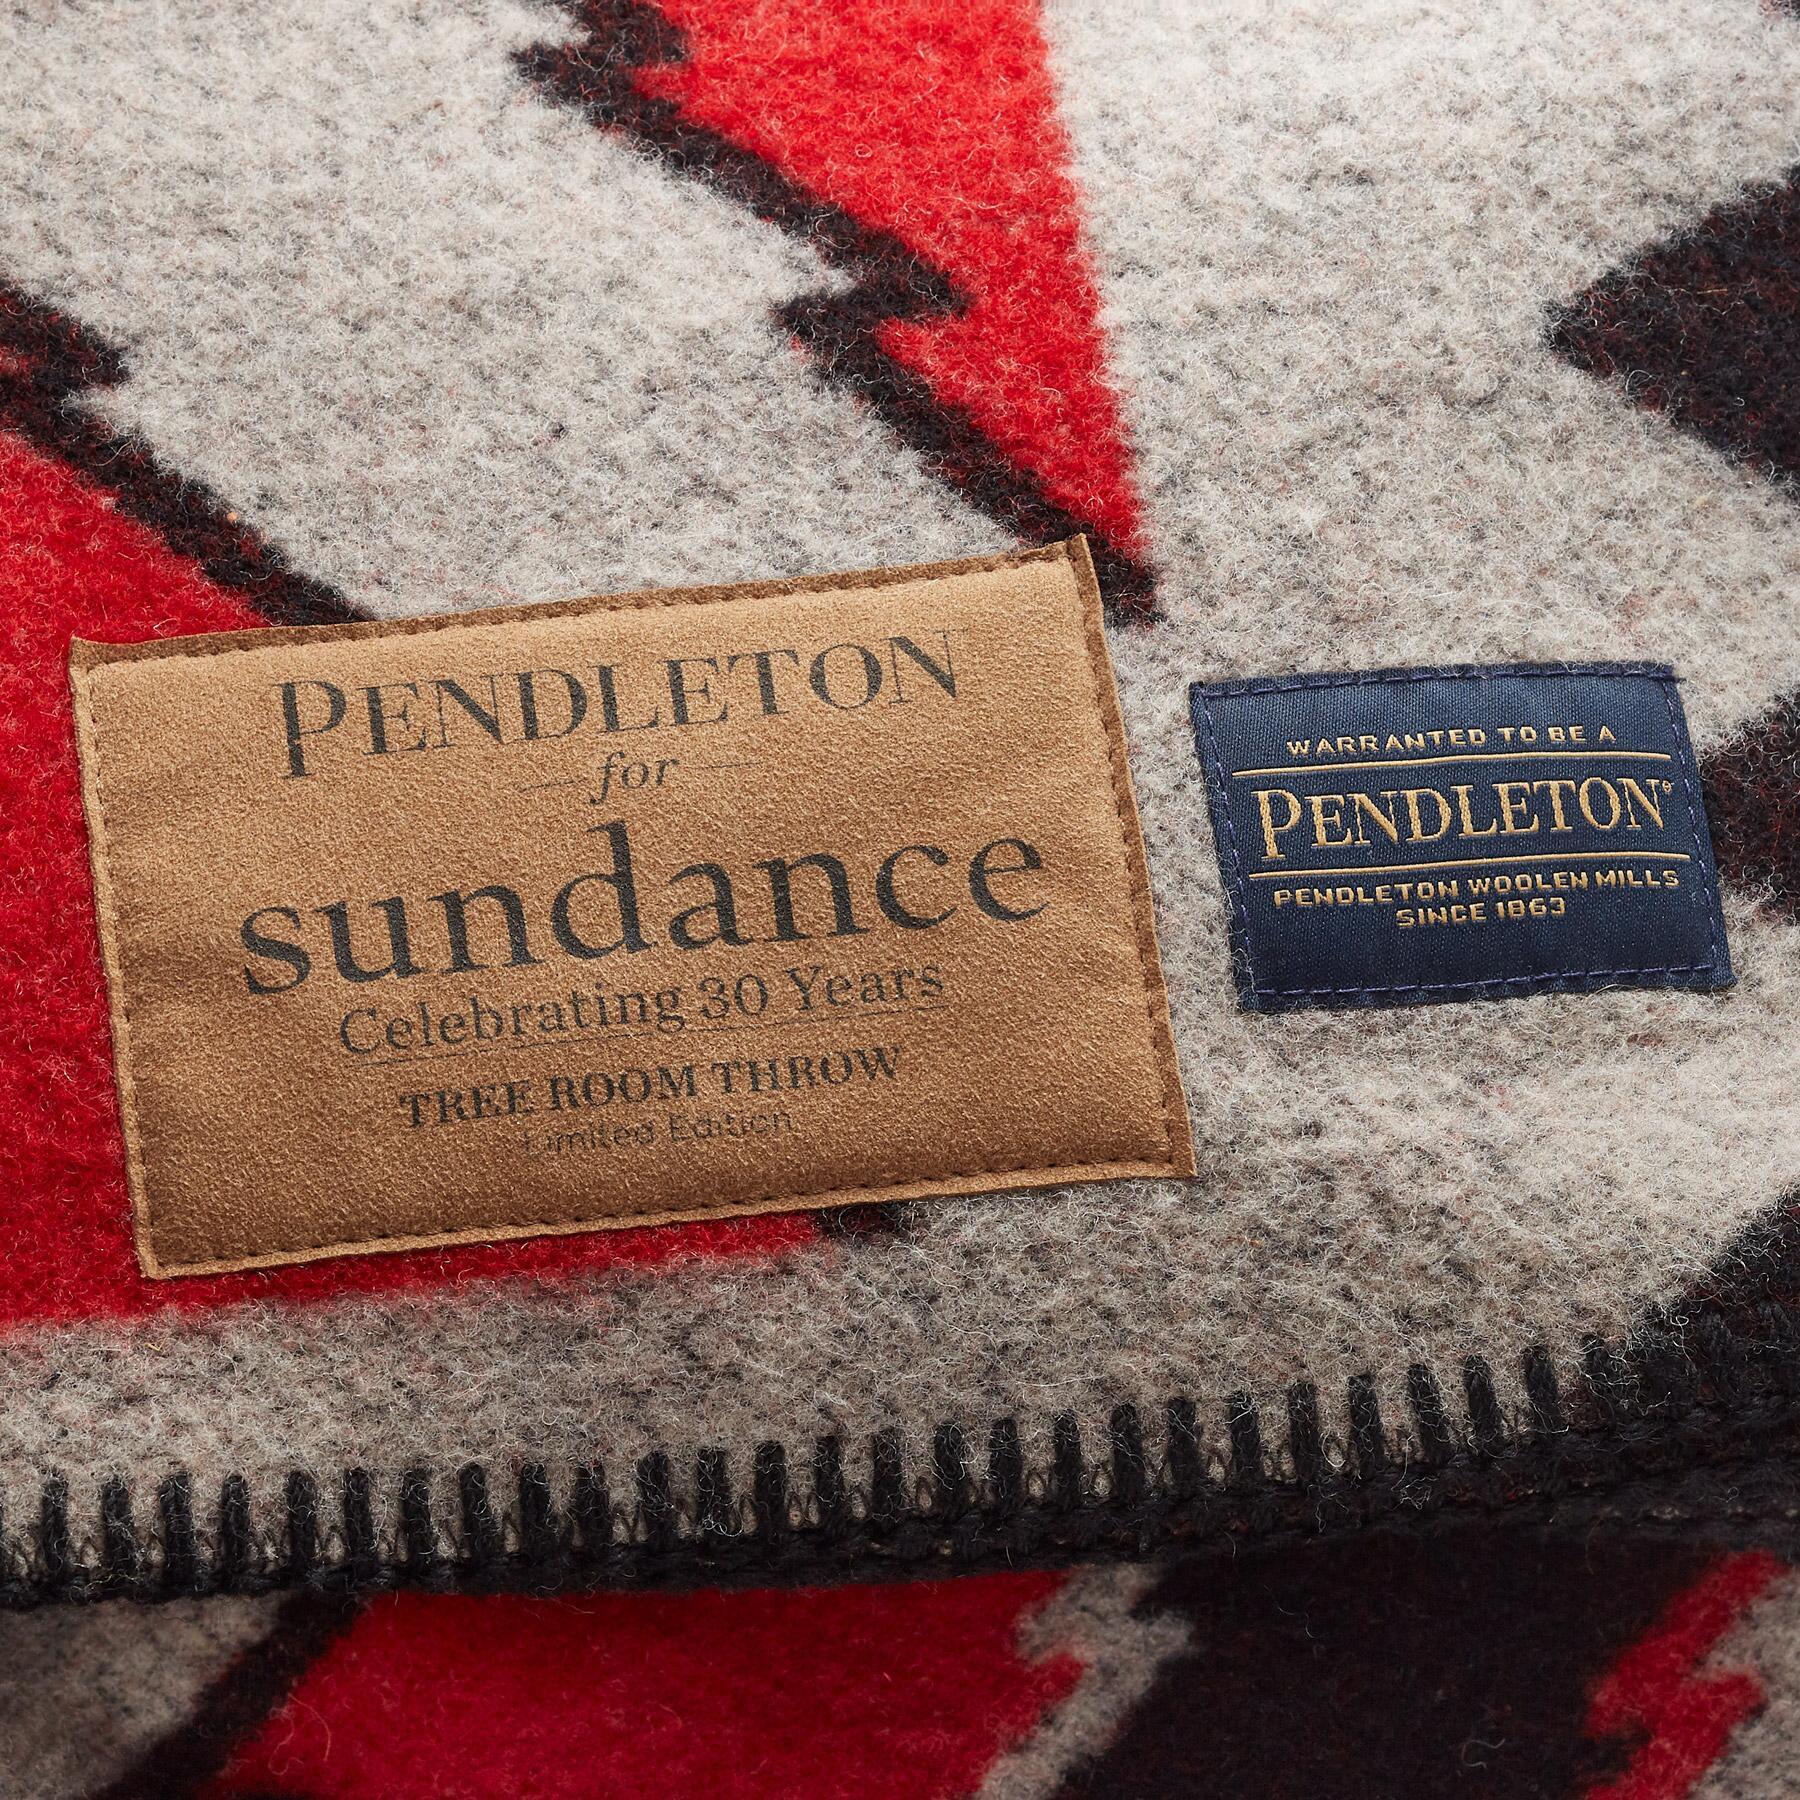 PENDLETON
for
sundance
Celebrating 30 Years
TREE ROOM THROW
Limited Edition
WARRANTED TO BE A
PENDLETON®
PENDLETON WOOLEN MILLS
SINCE 1863